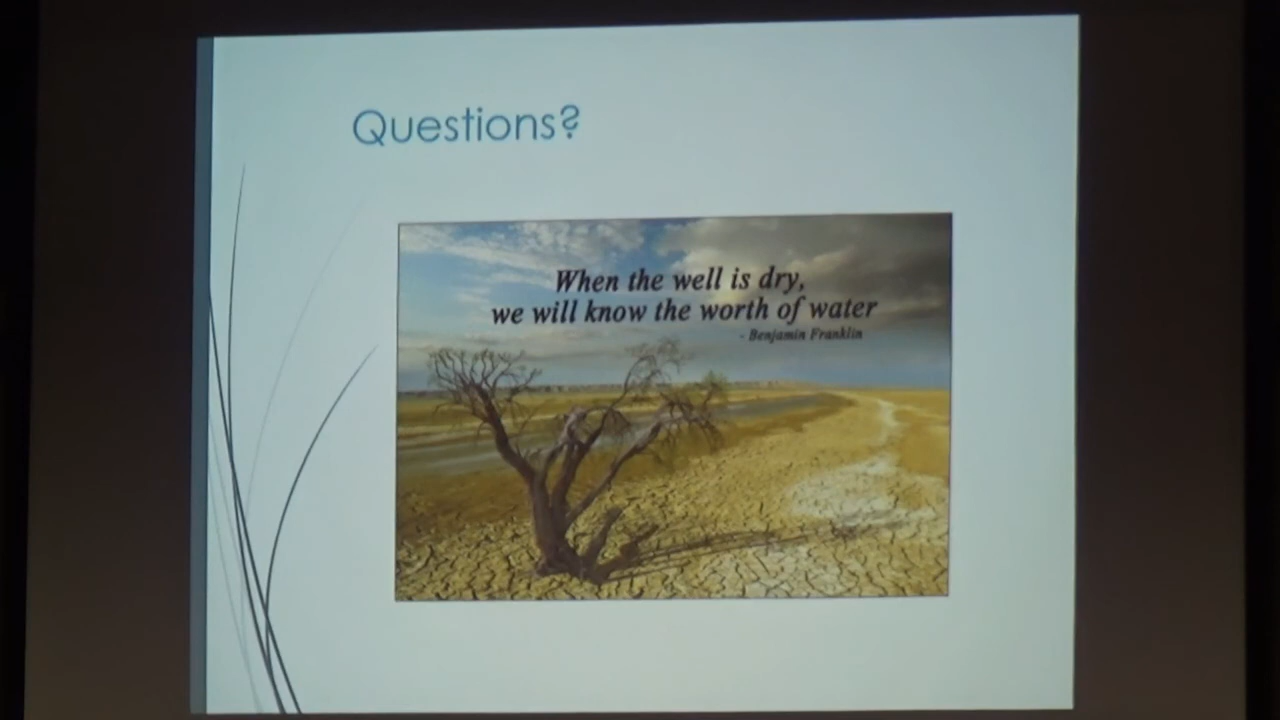 Questions?
When the well is dry,
we will know the worth of water
- Benjamin Franklin